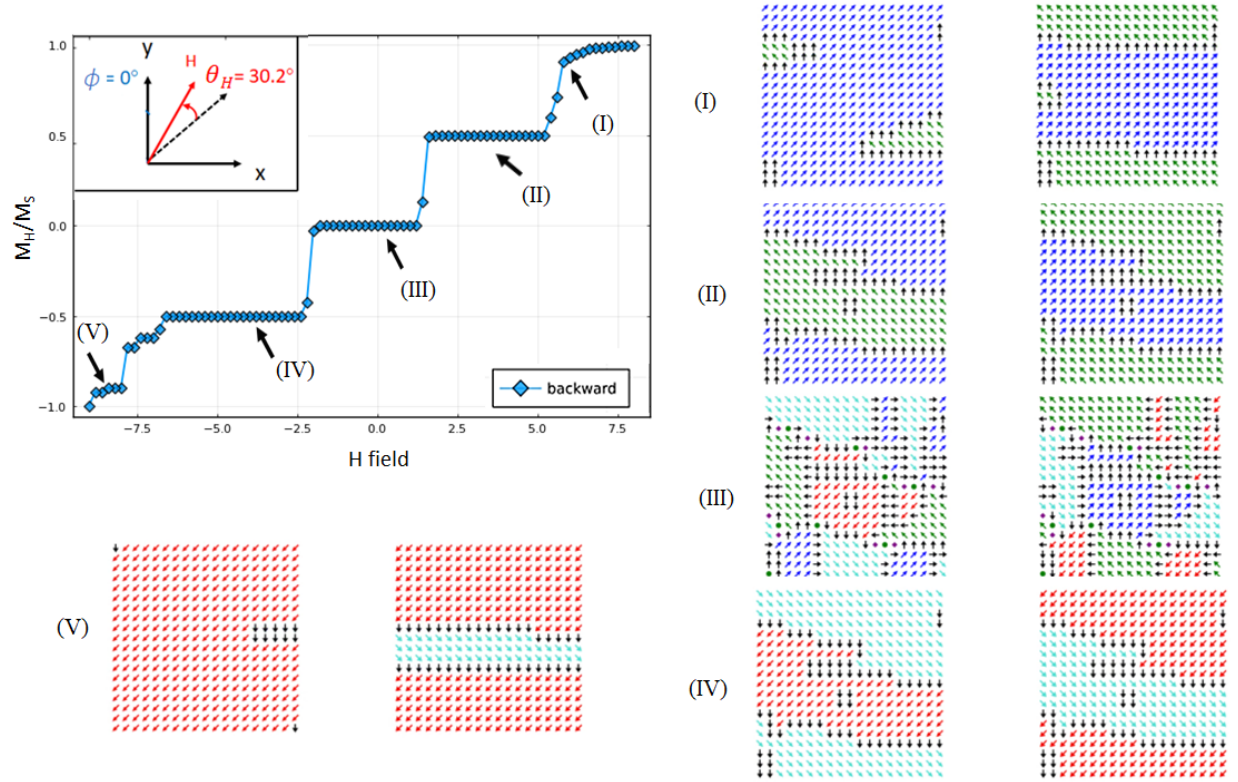 y
H
ϕ = 0°
θH = 30.2°
x
MH/MS
1.0
0.5
0.0
−0.5
−1.0
(I)
(II)
(III)
(IV)
(V)
backward
−7.5 −5.0 −2.5 0.0 2.5 5.0 7.5
H field
(V)
(I)
(II)
(III)
(IV)